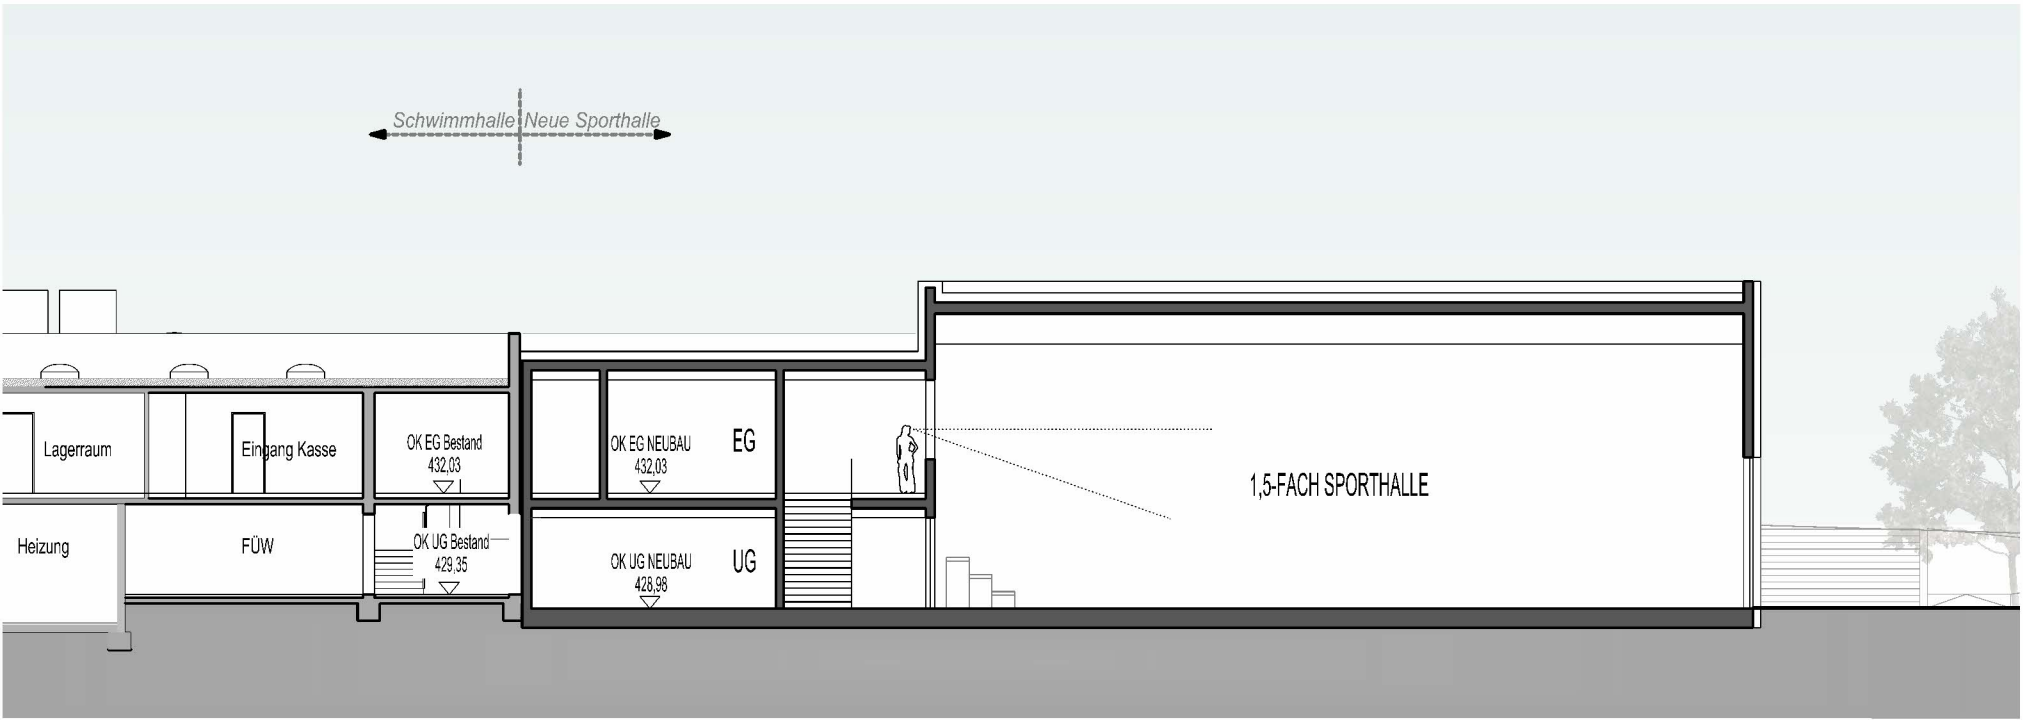 Schwimmhalle Neue Sporthalle
Lagerraum
Eingang Kasse
OK EG Bestand
432,03
OK EG NEUBAU
432,03
EG
1,5-FACH SPORTHALLE
Heizung
FÜW
OK UG Bestand
429,35
OK UG NEUBAU
428,98
UG